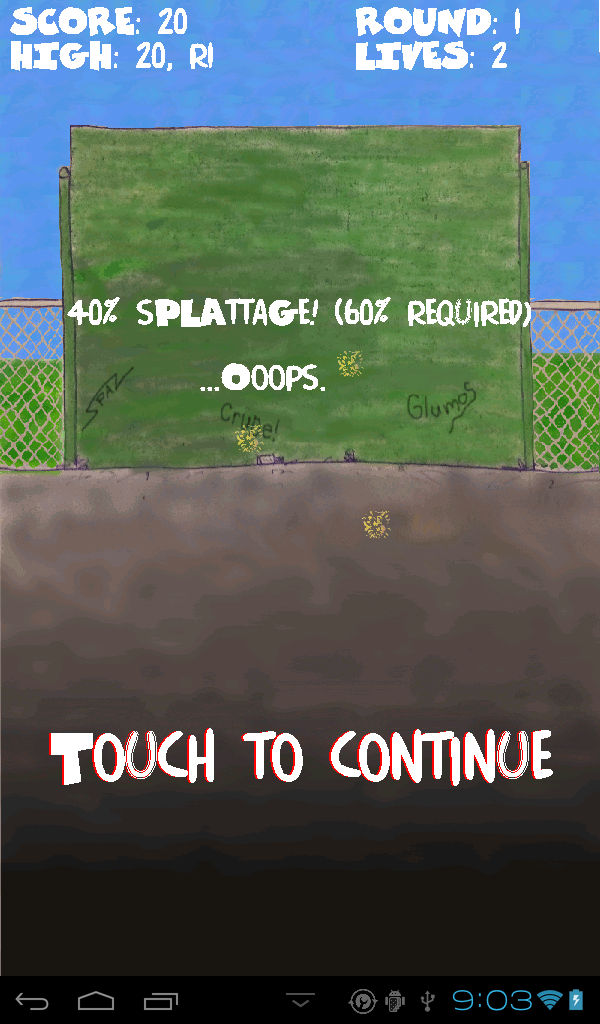 SCORE: 20
ROUND: 1
HIGH: 20, R1
LIVES: 2
40% SPLATTAGE! (60% REQUIRED)
...OOOPS.
SPAZ
Glumos
TOUCH TO CONTINUE
9:03